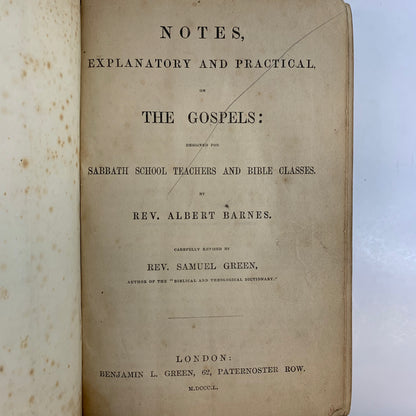 NOTES,
EXPLANATORY AND PRACTICAL,
ON
THE GOSPELS:
DESIGNED FOR
SABBATH SCHOOL TEACHERS AND BIBLE CLASSES.
BY
REV. ALBERT BARNES.
CAREFULLY REVISED BY
REV. SAMUEL GREEN,
AUTHOR OF THE "BIBLICAL AND THEOLOGICAL DICTIONARY."
LONDON:
BENJAMIN L. GREEN, 62, PATERNOSTER ROW.
M.DCCC.L.